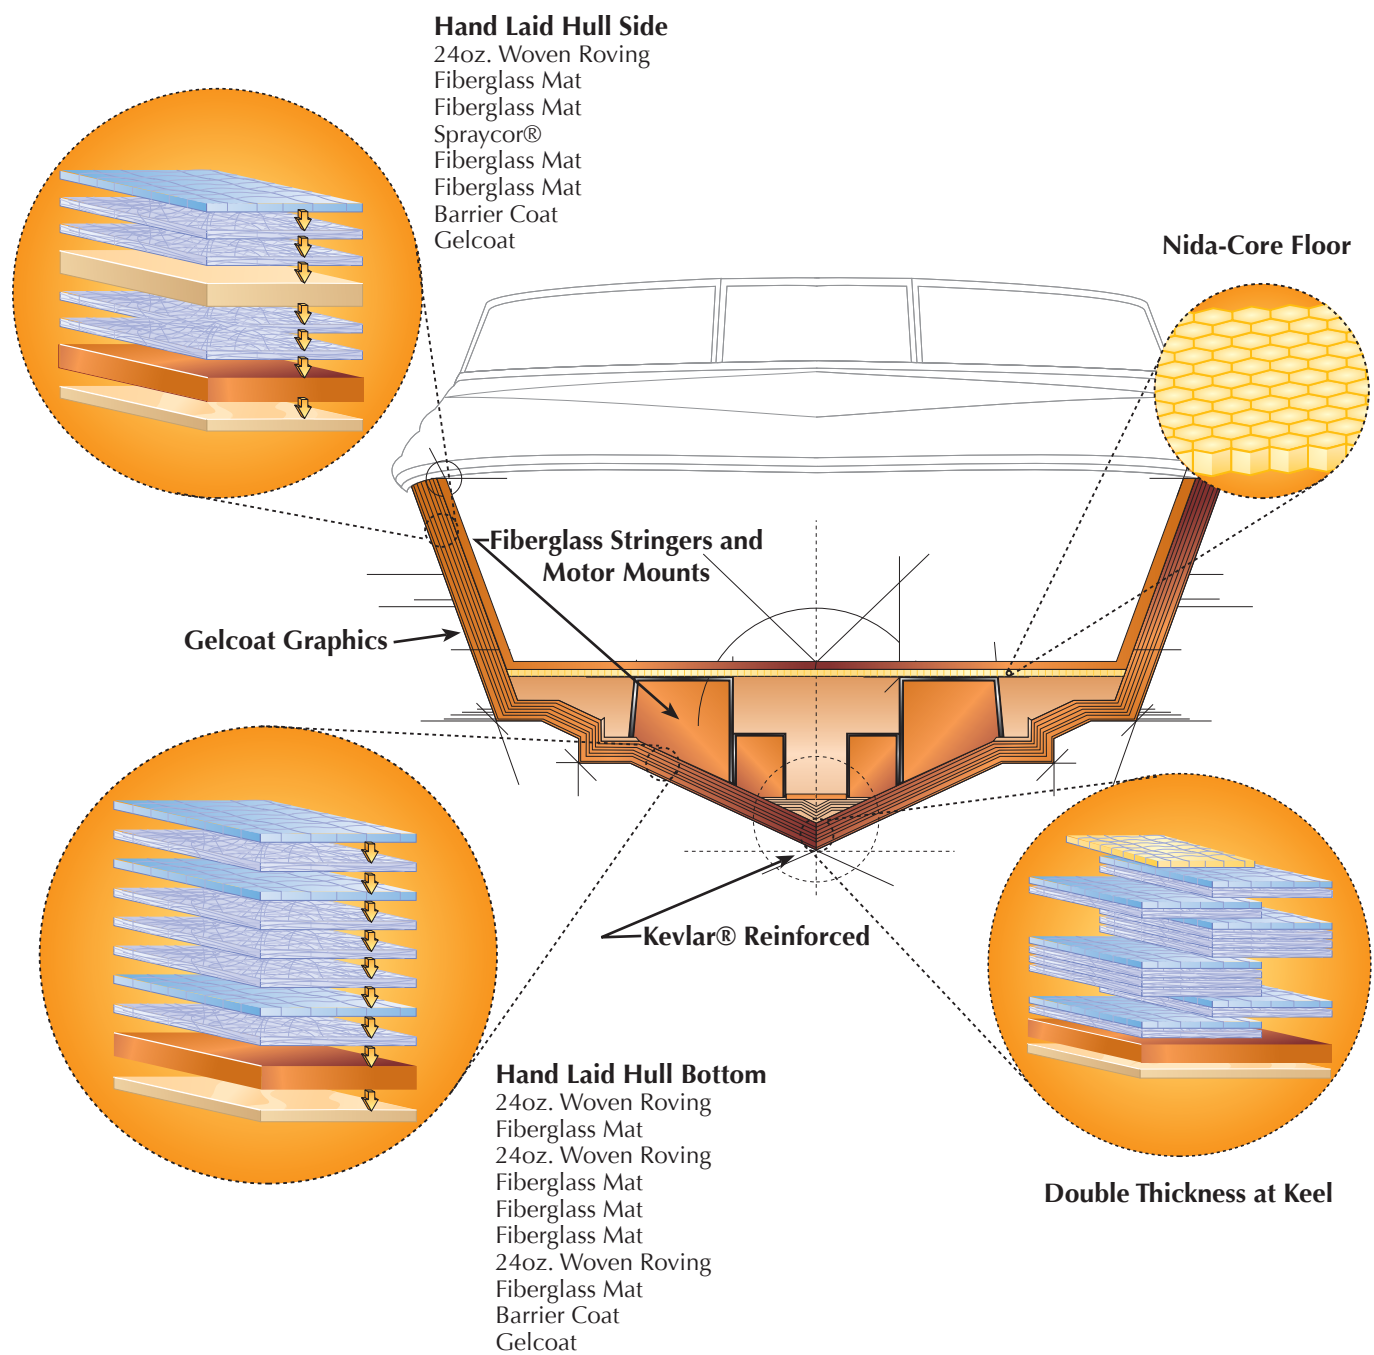 Hand Laid Hull Side
24oz. Woven Roving
Fiberglass Mat
Fiberglass Mat
Spraycor®
Fiberglass Mat
Fiberglass Mat
Barrier Coat
Gelcoat
Nida-Core Floor
Fiberglass Stringers and
Motor Mounts
Gelcoat Graphics
Kevlar® Reinforced
Hand Laid Hull Bottom
24oz. Woven Roving
Fiberglass Mat
24oz. Woven Roving
Fiberglass Mat
Fiberglass Mat
Fiberglass Mat
24oz. Woven Roving
Fiberglass Mat
Barrier Coat
Gelcoat
Double Thickness at Keel